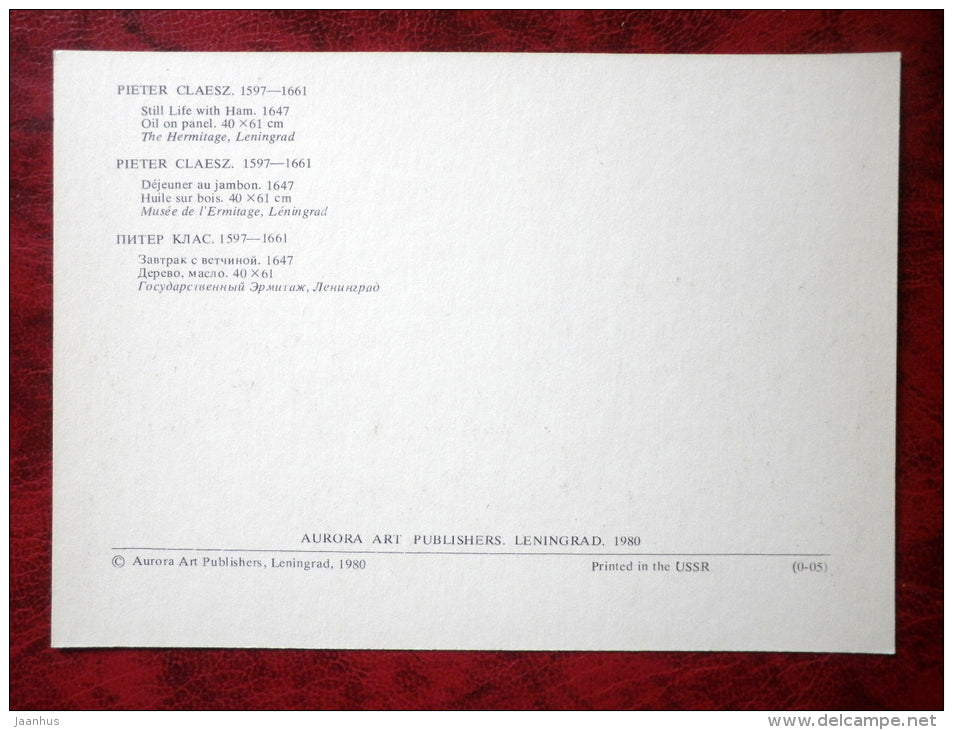 PIETER CLAESZ. 1597—1661
Still Life with Ham. 1647
Oil on panel. 40 × 61 cm
The Hermitage, Leningrad
PIETER CLAESZ. 1597—1661
Déjeuner au jambon. 1647
Huile sur bois. 40 × 61 cm
Musée de l'Ermitage, Léningrad
ПИТЕР КЛАС. 1597—1661
Завтрак с ветчиной. 1647
Дерево, масло. 40 × 61
Государственный Эрмитаж, Ленинград
AURORA ART PUBLISHERS. LENINGRAD. 1980
© Aurora Art Publishers, Leningrad, 1980 Printed in the USSR (0-05)
jaanhus www.delcampe.net